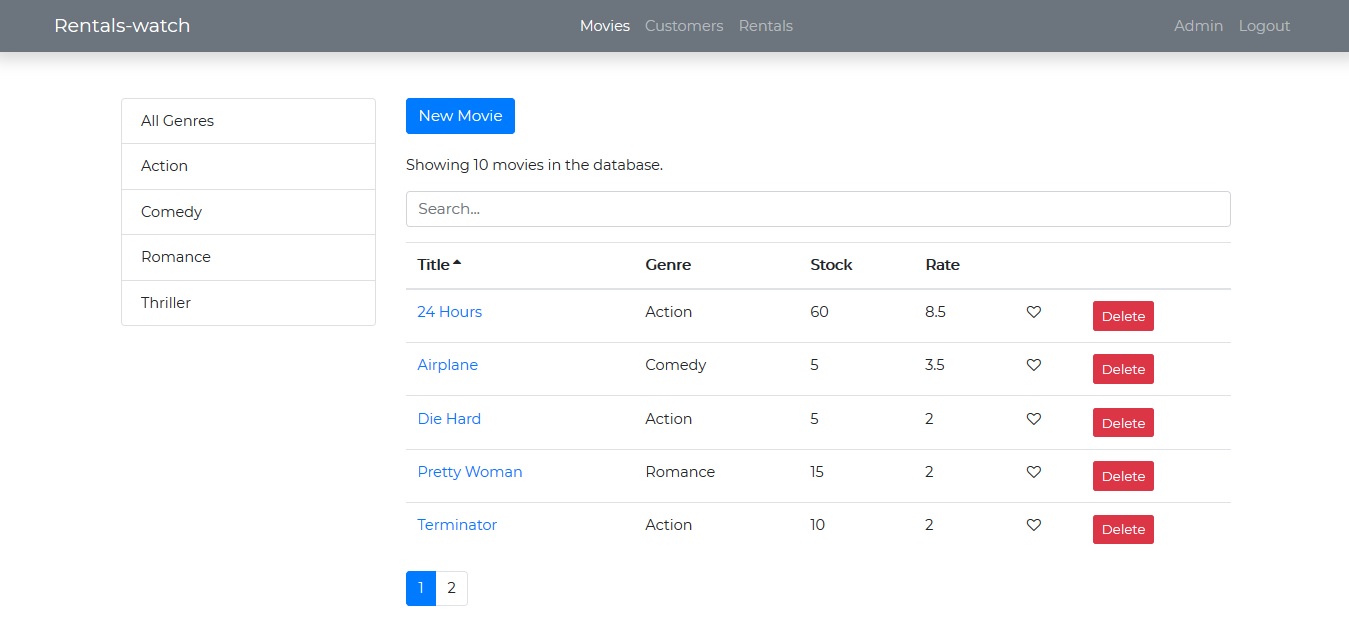 Rentals-watch Movies Customers Rentals Admin Logout
All Genres
Action
Comedy
Romance
Thriller
New Movie
Showing 10 movies in the database.
Search...
Title Genre Stock Rate
24 Hours Action 60 8.5 Delete
Airplane Comedy 5 3.5 Delete
Die Hard Action 5 2 Delete
Pretty Woman Romance 15 2 Delete
Terminator Action 10 2 Delete
1 2